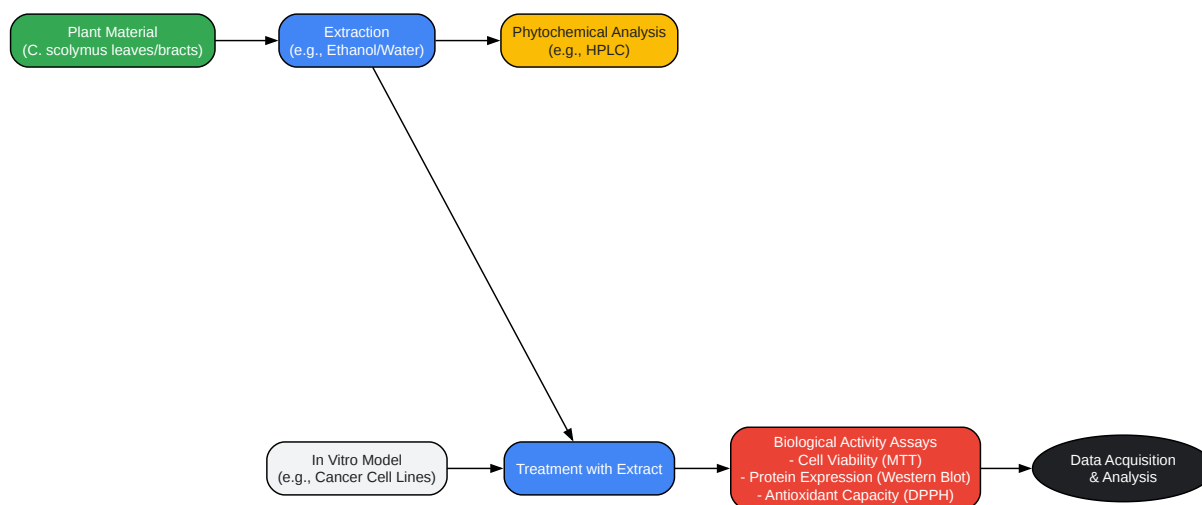 Plant Material
(C. scolymus leaves/bracts)
Extraction
(e.g., Ethanol/Water)
Phytochemical Analysis
(e.g., HPLC)
In Vitro Model
(e.g., Cancer Cell Lines)
Treatment with Extract
Biological Activity Assays
- Cell Viability (MTT)
- Protein Expression (Western Blot)
- Antioxidant Capacity (DPPH)
Data Acquisition
& Analysis